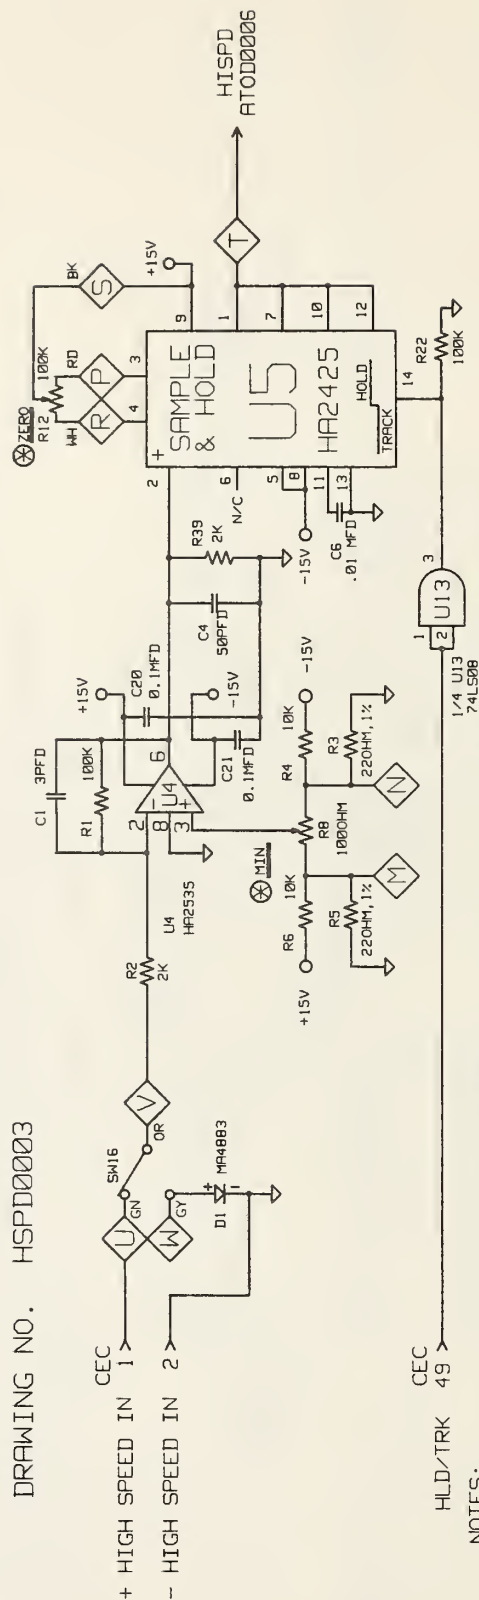 DRAWING NO. HSPD0003
CEC
+ HIGH SPEED IN 1
- HIGH SPEED IN 2
U
GN
W
GY
SW16
OR
V
D1
MA4883
+
-
R2
2K
C1 3PFD
R1 100K
U4
HA2535
2
8
3
-
+
U4
6
+15V
C20
0.1MFD
-15V
C21
0.1MFD
C4
50PFD
R39
2K
MIN
+15V
R6
10K
R5
22OHM, 1%
M
R8
100OHM
R4
10K
-15V
R3
22OHM, 1%
N
ZERO
R12
100K
WH
RD
BK
R
P
S
+15V
4
3
9
2
+
SAMPLE
& HOLD
U5
HA2425
HOLD
TRACK
6
N/C
5
8
-15V
11
13
C6
.01 MFD
1
7
10
12
14
T
HISPD
ATOD0006
R22
100K
CEC
HLD/TRK 49
1
2
U13
3
1/4 U13
74LS08
NOTES: